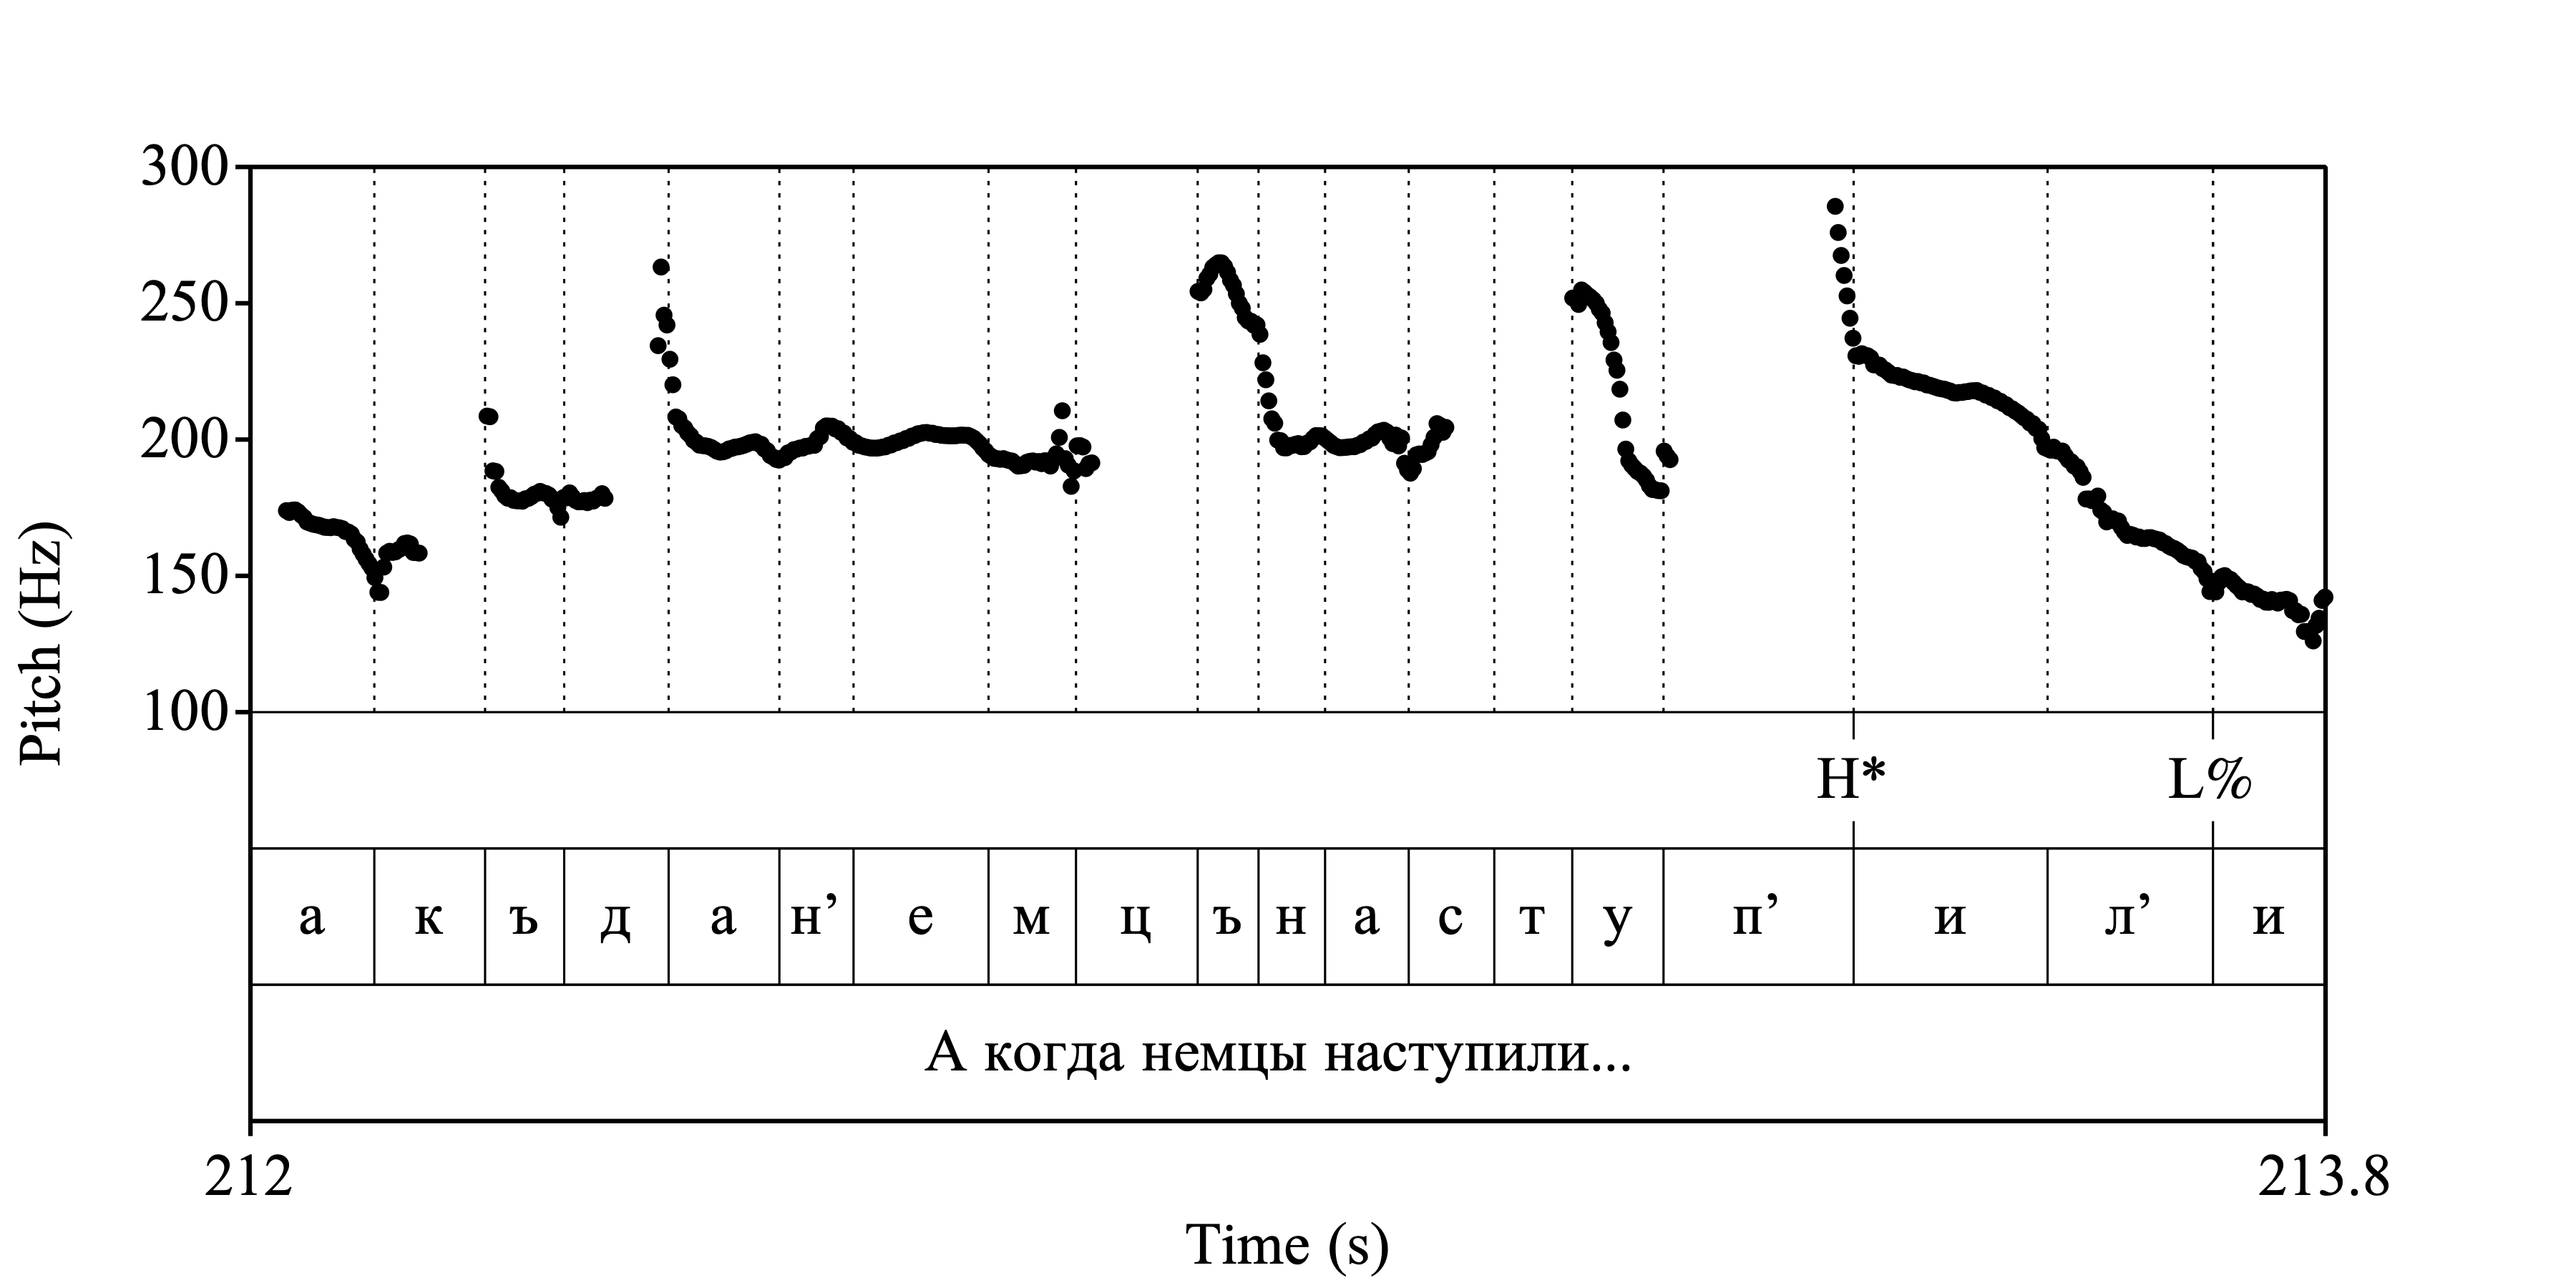 300
250
200
150
100
Pitch (Hz)
H* L%
а к ъ д а н’ е м ц ъ н а с т у п’ и л’ и
А когда немцы наступили...
212 213.8
Time (s)